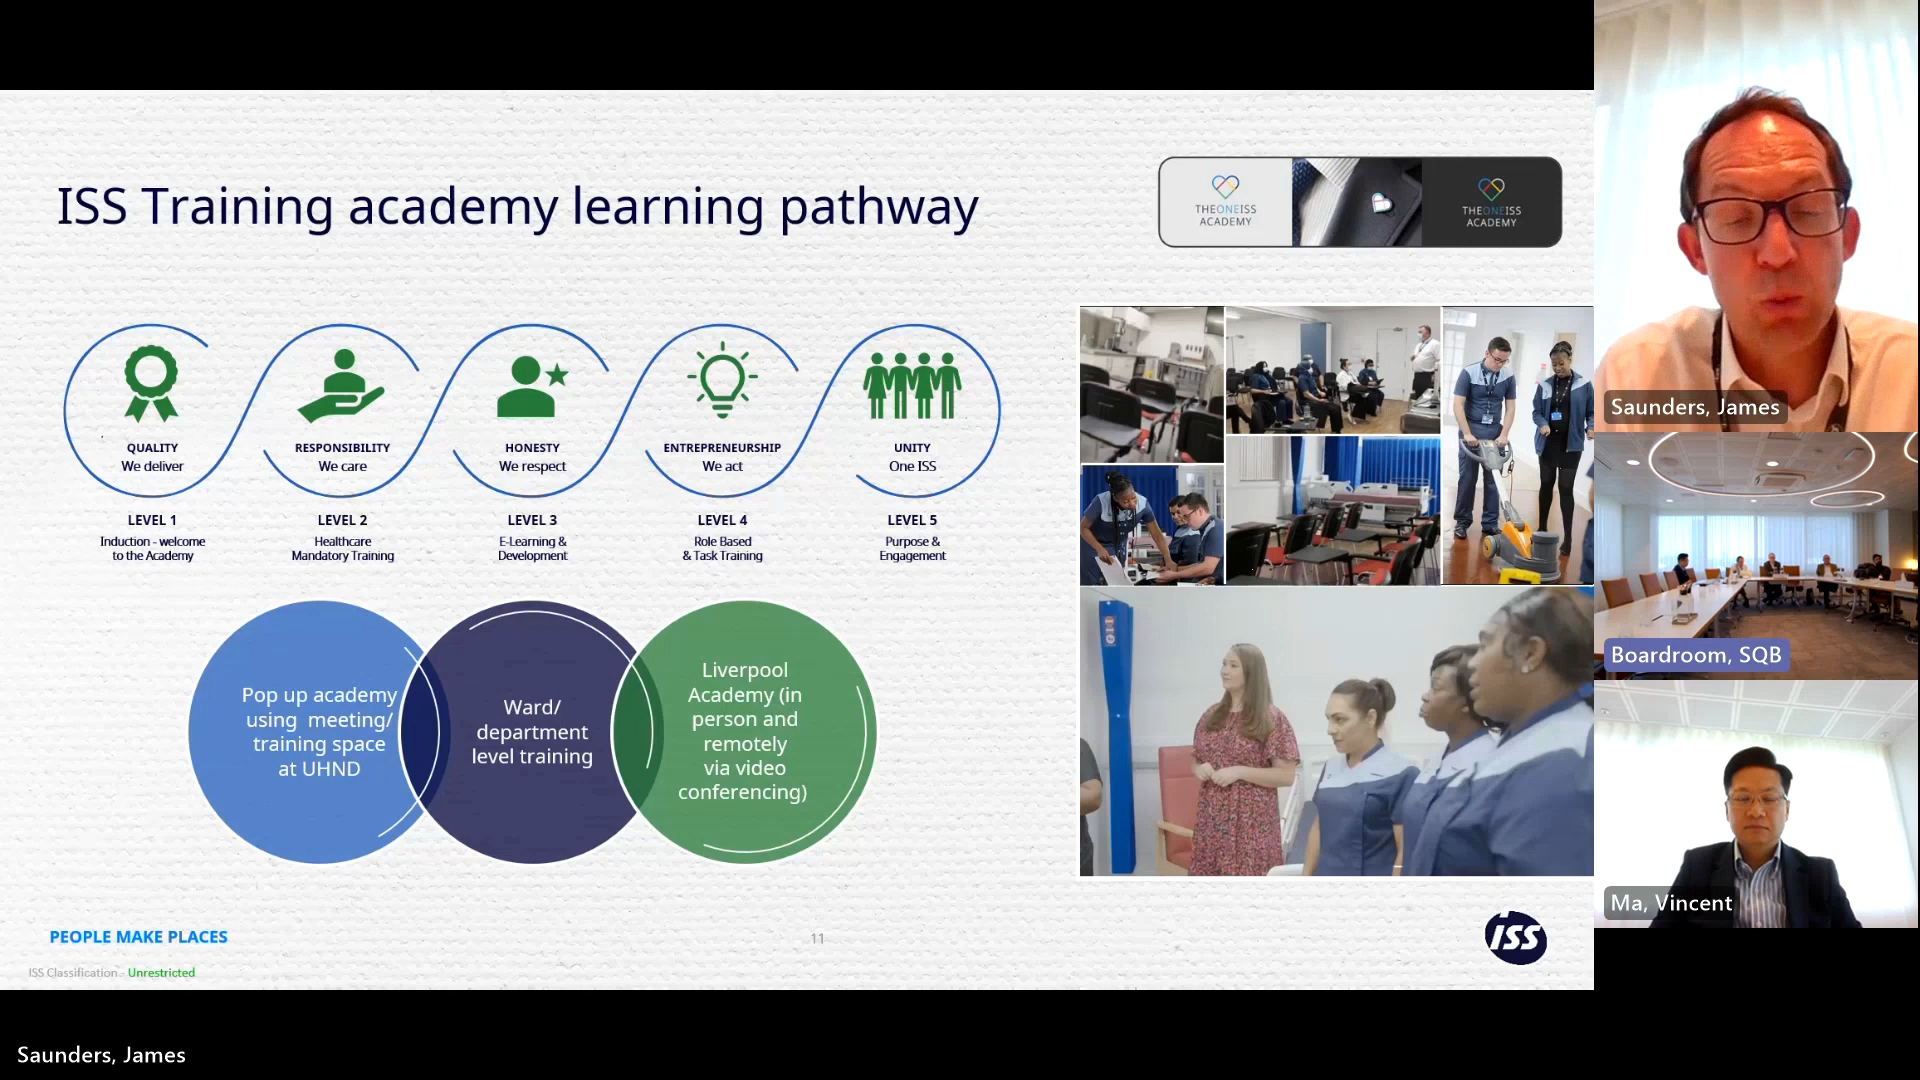 ISS Training academy learning pathway
THEONEISS
ACADEMY
THEONEISS
ACADEMY
QUALITY
We deliver
RESPONSIBILITY
We care
HONESTY
We respect
ENTREPRENEURSHIP
We act
UNITY
One ISS
LEVEL 1
Induction - welcome
to the Academy
LEVEL 2
Healthcare
Mandatory Training
LEVEL 3
E-Learning &
Development
LEVEL 4
Role Based
& Task Training
LEVEL 5
Purpose &
Engagement
Pop up academy
using meeting/
training space
at UHND
Ward/
department
level training
Liverpool
Academy (in
person and
remotely
via video
conferencing)
PEOPLE MAKE PLACES
11
ISS
ISS Classification - Unrestricted
Saunders, James
Boardroom, SQB
Ma, Vincent
Saunders, James